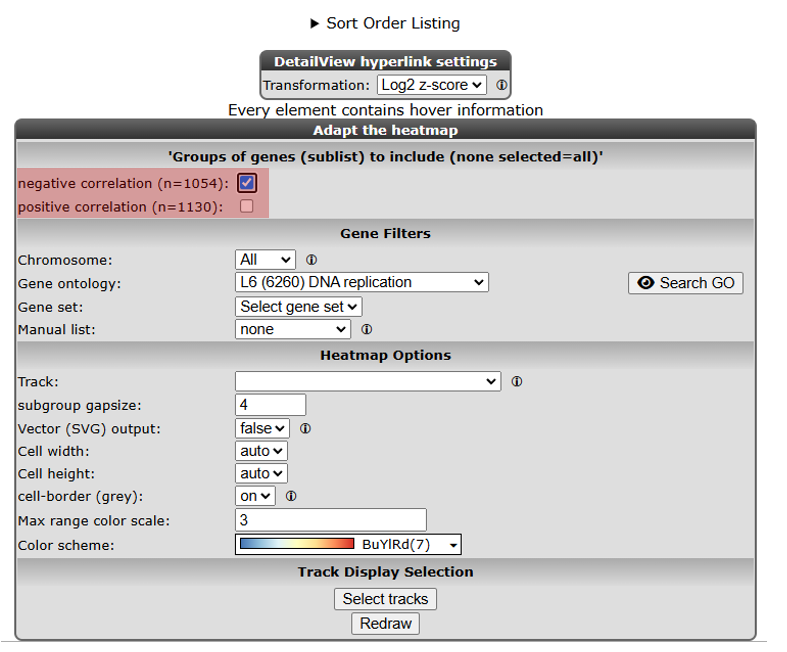 ▶ Sort Order Listing
DetailView hyperlink settings
Transformation: Log2 z-score
Every element contains hover information
Adapt the heatmap
'Groups of genes (sublist) to include (none selected=all)'
negative correlation (n=1054):
positive correlation (n=1130):
Gene Filters
Chromosome: All
Gene ontology: L6 (6260) DNA replication Search GO
Gene set: Select gene set
Manual list: none
Heatmap Options
Track:
subgroup gapsize: 4
Vector (SVG) output: false
Cell width: auto
Cell height: auto
cell-border (grey): on
Max range color scale: 3
Color scheme: BuYlRd(7)
Track Display Selection
Select tracks
Redraw